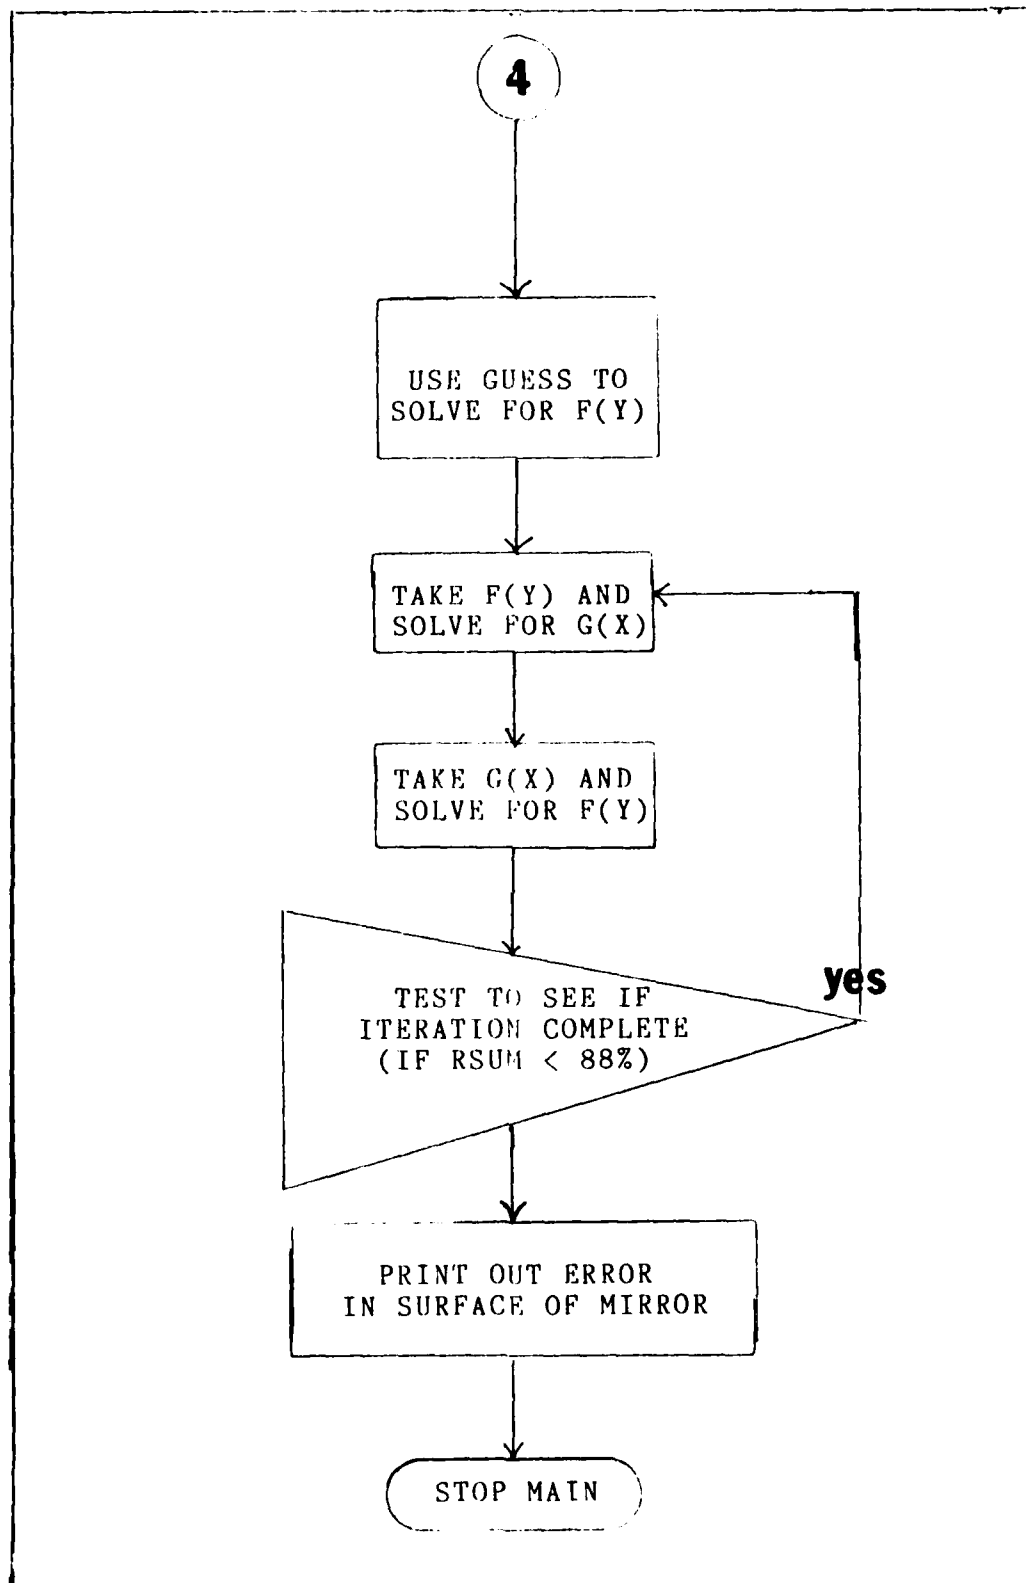 4
USE GUESS TO
SOLVE FOR F(Y)
TAKE F(Y) AND
SOLVE FOR G(X)
TAKE G(X) AND
SOLVE FOR F(Y)
TEST TO SEE IF
ITERATION COMPLETE
(IF RSUM < 88%)
yes
PRINT OUT ERROR
IN SURFACE OF MIRROR
STOP MAIN